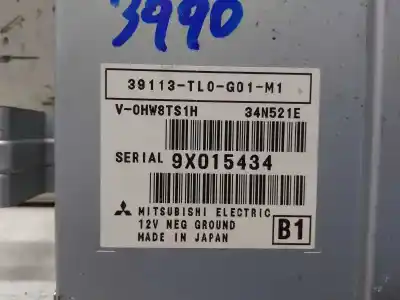 3990
39113-TL0-G01-M1
V-0HW8TS1H 34N521E
SERIAL 9X015434
MITSUBISHI ELECTRIC
12V NEG GROUND
MADE IN JAPAN
B1